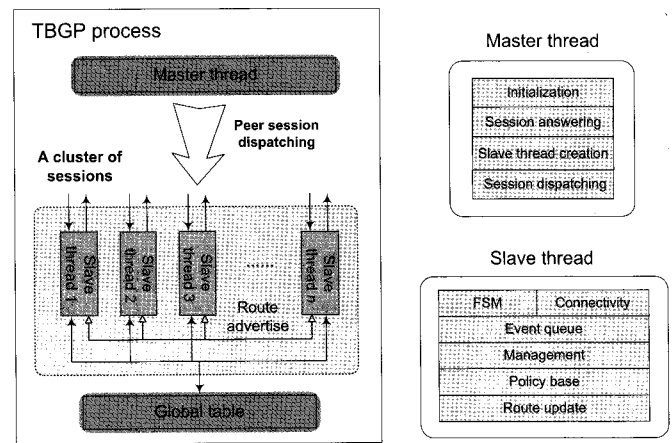 TBGP process
Master thread
Peer session
dispatching
A cluster of
sessions
Slave
thread 1
Slave
thread 2
Slave
thread 3
......
Slave
thread n
Route
advertise
Global table
Master thread
Initialization
Session answering
Slave thread creation
Session dispatching
Slave thread
FSM
Connectivity
Event queue
Management
Policy base
Route update